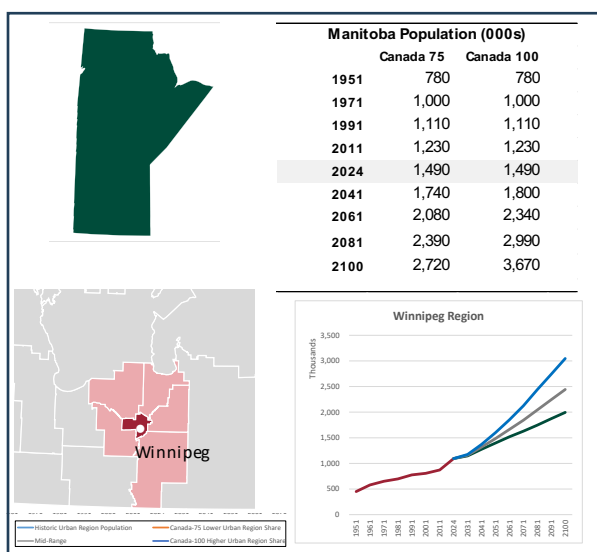 Manitoba Population (000s)
Canada 75 Canada 100
1951 780 780
1971 1,000 1,000
1991 1,110 1,110
2011 1,230 1,230
2024 1,490 1,490
2041 1,740 1,800
2061 2,080 2,340
2081 2,390 2,990
2100 2,720 3,670
Winnipeg
Historic Urban Region Population Canada-75 Lower Urban Region Share
Mid-Range Canada-100 Higher Urban Region Share
Winnipeg Region
Thousands
3,500
3,000
2,500
2,000
1,500
1,000
500
0
1951 1961 1971 1981 1991 2001 2011 2024 2031 2041 2051 2061 2071 2081 2091 2100